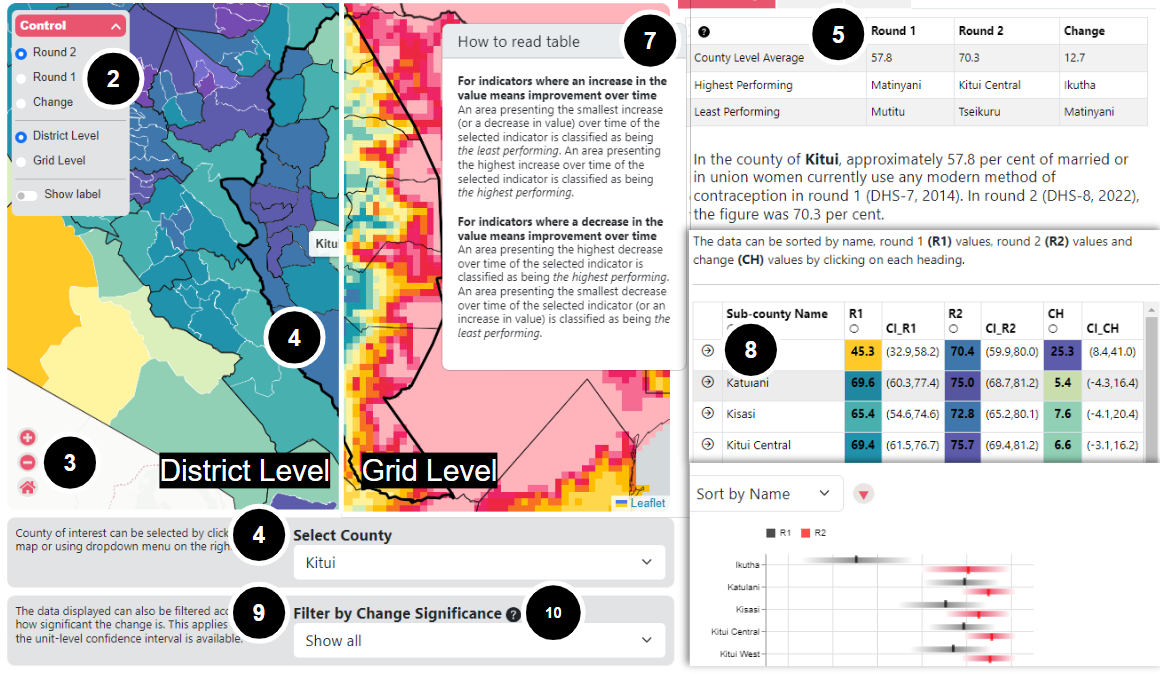 Control
Round 2
Round 1
Change
District Level
Grid Level
Show label
2
3
4
Kitu
District Level
Grid Level
Leaflet
How to read table
7
For indicators where an increase in the
value means improvement over time
An area presenting the smallest increase
(or a decrease in value) over time of the
selected indicator is classified as being
the least performing. An area presenting
the highest increase over time of the
selected indicator is classified as being
the highest performing.
For indicators where a decrease in the
value means improvement over time
An area presenting the highest decrease
over time of the selected indicator is
classified as being the highest performing.
An area presenting the smallest decrease
over time of the selected indicator (or an
increase in value) is classified as being the
least performing.
County of interest can be selected by click
map or using dropdown menu on the righ
4
Select County
Kitui
The data displayed can also be filtered acc
how significant the change is. This applies
the unit-level confidence interval is available.
9
Filter by Change Significance ?
10
Show all
? 5 Round 1 Round 2 Change
County Level Average 57.8 70.3 12.7
Highest Performing Matinyani Kitui Central Ikutha
Least Performing Mutitu Tseikuru Matinyani
In the county of Kitui, approximately 57.8 per cent of married or
in union women currently use any modern method of
contraception in round 1 (DHS-7, 2014). In round 2 (DHS-8, 2022),
the figure was 70.3 per cent.
The data can be sorted by name, round 1 (R1) values, round 2 (R2) values and
change (CH) values by clicking on each heading.
Sub-county Name R1 CI_R1 R2 CI_R2 CH CI_CH
8 45.3 (32.9,58.2) 70.4 (59.9,80.0) 25.3 (8.4,41.0)
Katulani 69.6 (60.3,77.4) 75.0 (68.7,81.2) 5.4 (-4.3,16.4)
Kisasi 65.4 (54.6,74.6) 72.8 (65.2,80.1) 7.6 (-4.1,20.4)
Kitui Central 69.4 (61.5,76.7) 75.7 (69.4,81.2) 6.6 (-3.1,16.2)
Sort by Name
R1 R2
Ikutha
Katulani
Kisasi
Kitui Central
Kitui West